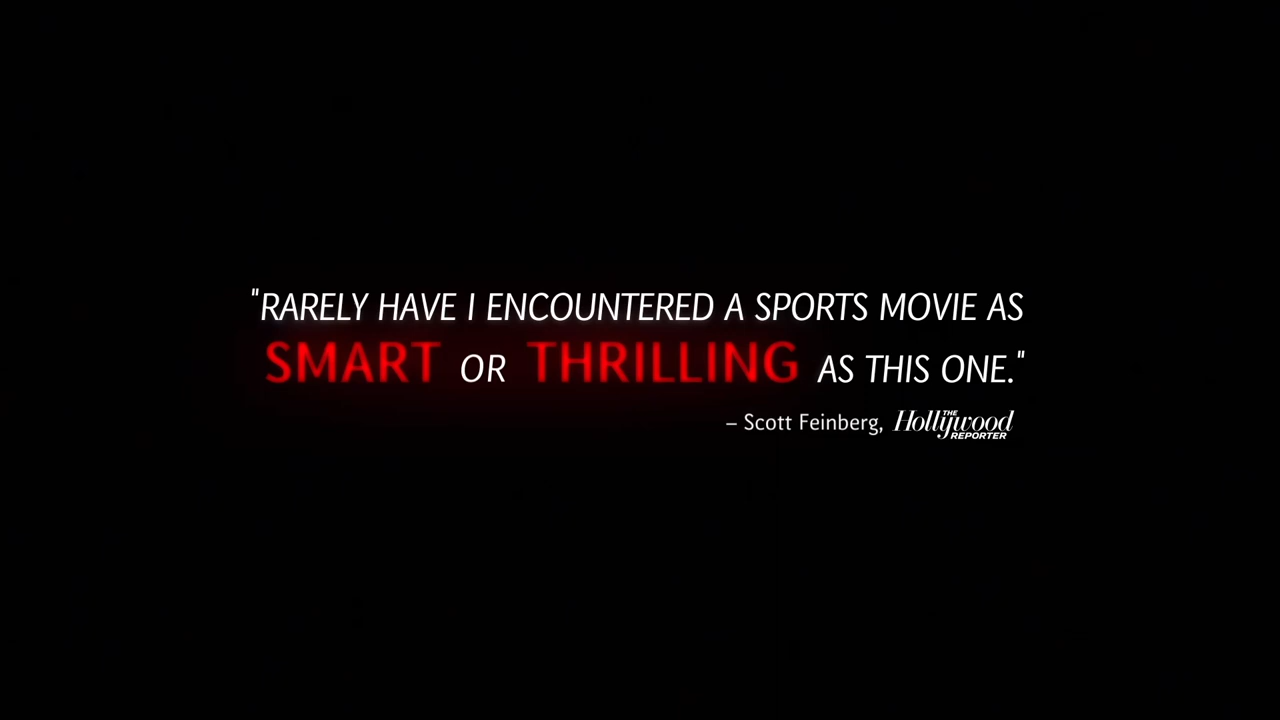 "RARELY HAVE I ENCOUNTERED A SPORTS MOVIE AS
SMART OR THRILLING AS THIS ONE."
– Scott Feinberg, THE Hollywood REPORTER